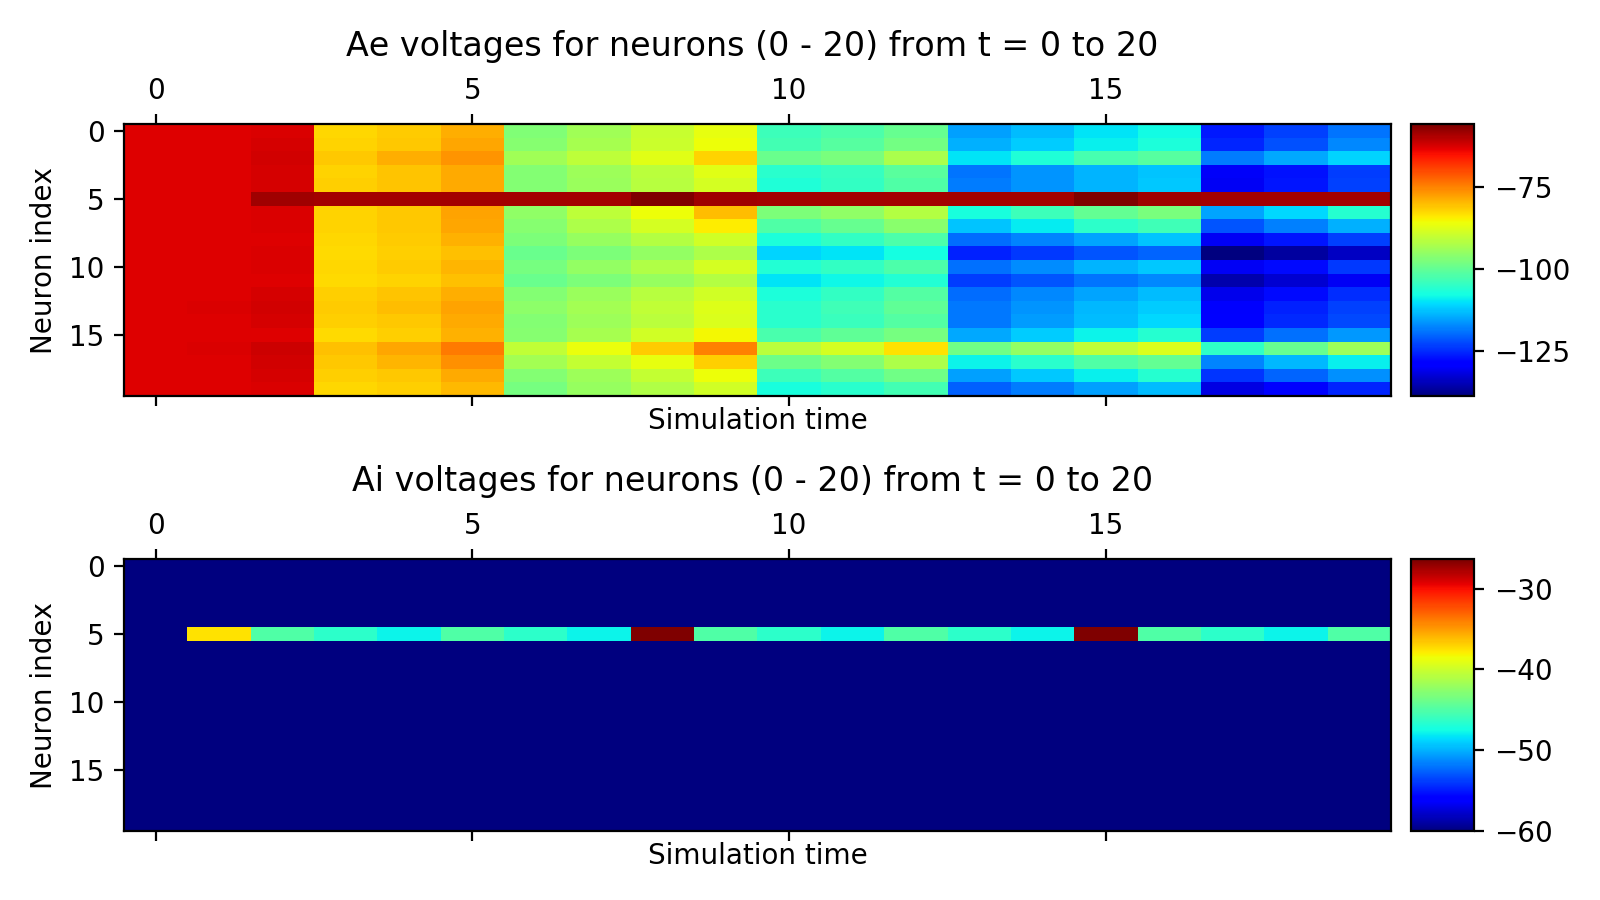 Ae voltages for neurons (0 - 20) from t = 0 to 20
0 5 10 15
Neuron index
0
5
10
15
−75
−100
−125
Simulation time
Ai voltages for neurons (0 - 20) from t = 0 to 20
0 5 10 15
Neuron index
0
5
10
15
−30
−40
−50
−60
Simulation time